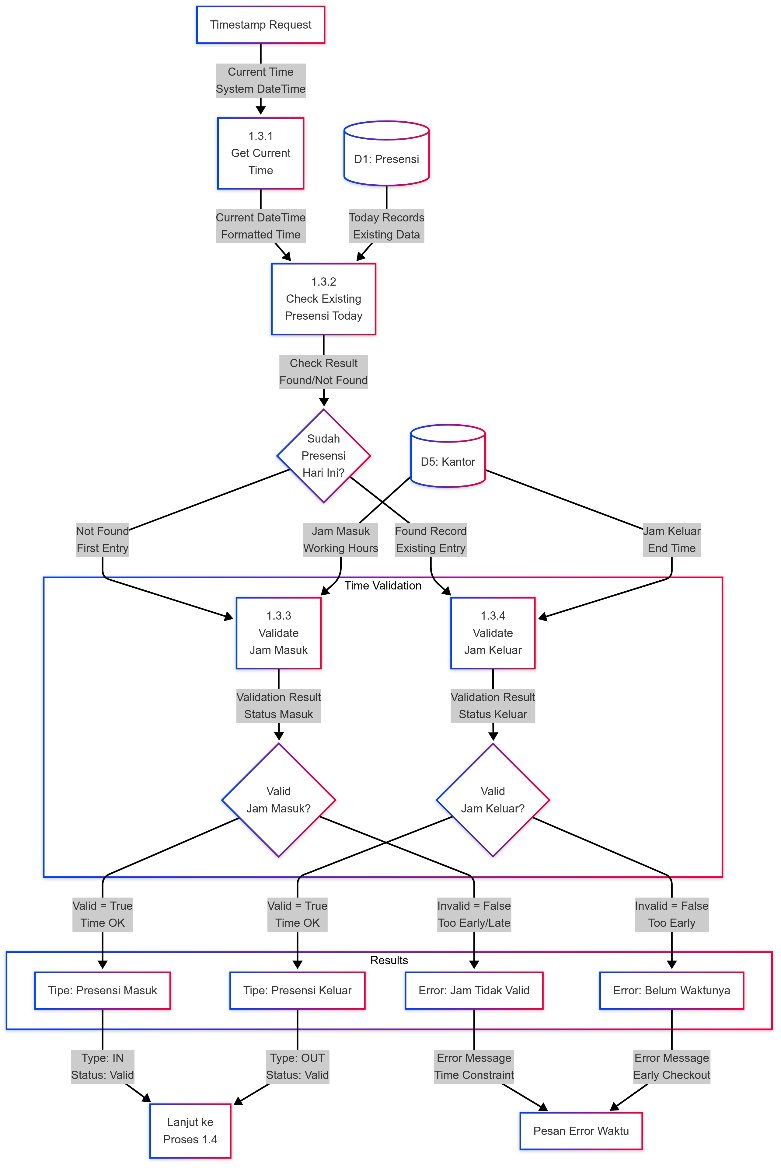 Timestamp Request
Current Time
System DateTime
1.3.1
Get Current
Time
D1: Presensi
Current DateTime
Formatted Time
Today Records
Existing Data
1.3.2
Check Existing
Presensi Today
Check Result
Found/Not Found
Sudah
Presensi
Hari Ini?
D5: Kantor
Not Found
First Entry
Jam Masuk
Working Hours
Found Record
Existing Entry
Jam Keluar
End Time
Time Validation
1.3.3
Validate
Jam Masuk
1.3.4
Validate
Jam Keluar
Validation Result
Status Masuk
Validation Result
Status Keluar
Valid
Jam Masuk?
Valid
Jam Keluar?
Valid = True
Time OK
Valid = True
Time OK
Invalid = False
Too Early/Late
Invalid = False
Too Early
Results
Tipe: Presensi Masuk
Tipe: Presensi Keluar
Error: Jam Tidak Valid
Error: Belum Waktunya
Type: IN
Status: Valid
Type: OUT
Status: Valid
Error Message
Time Constraint
Error Message
Early Checkout
Lanjut ke
Proses 1.4
Pesan Error Waktu